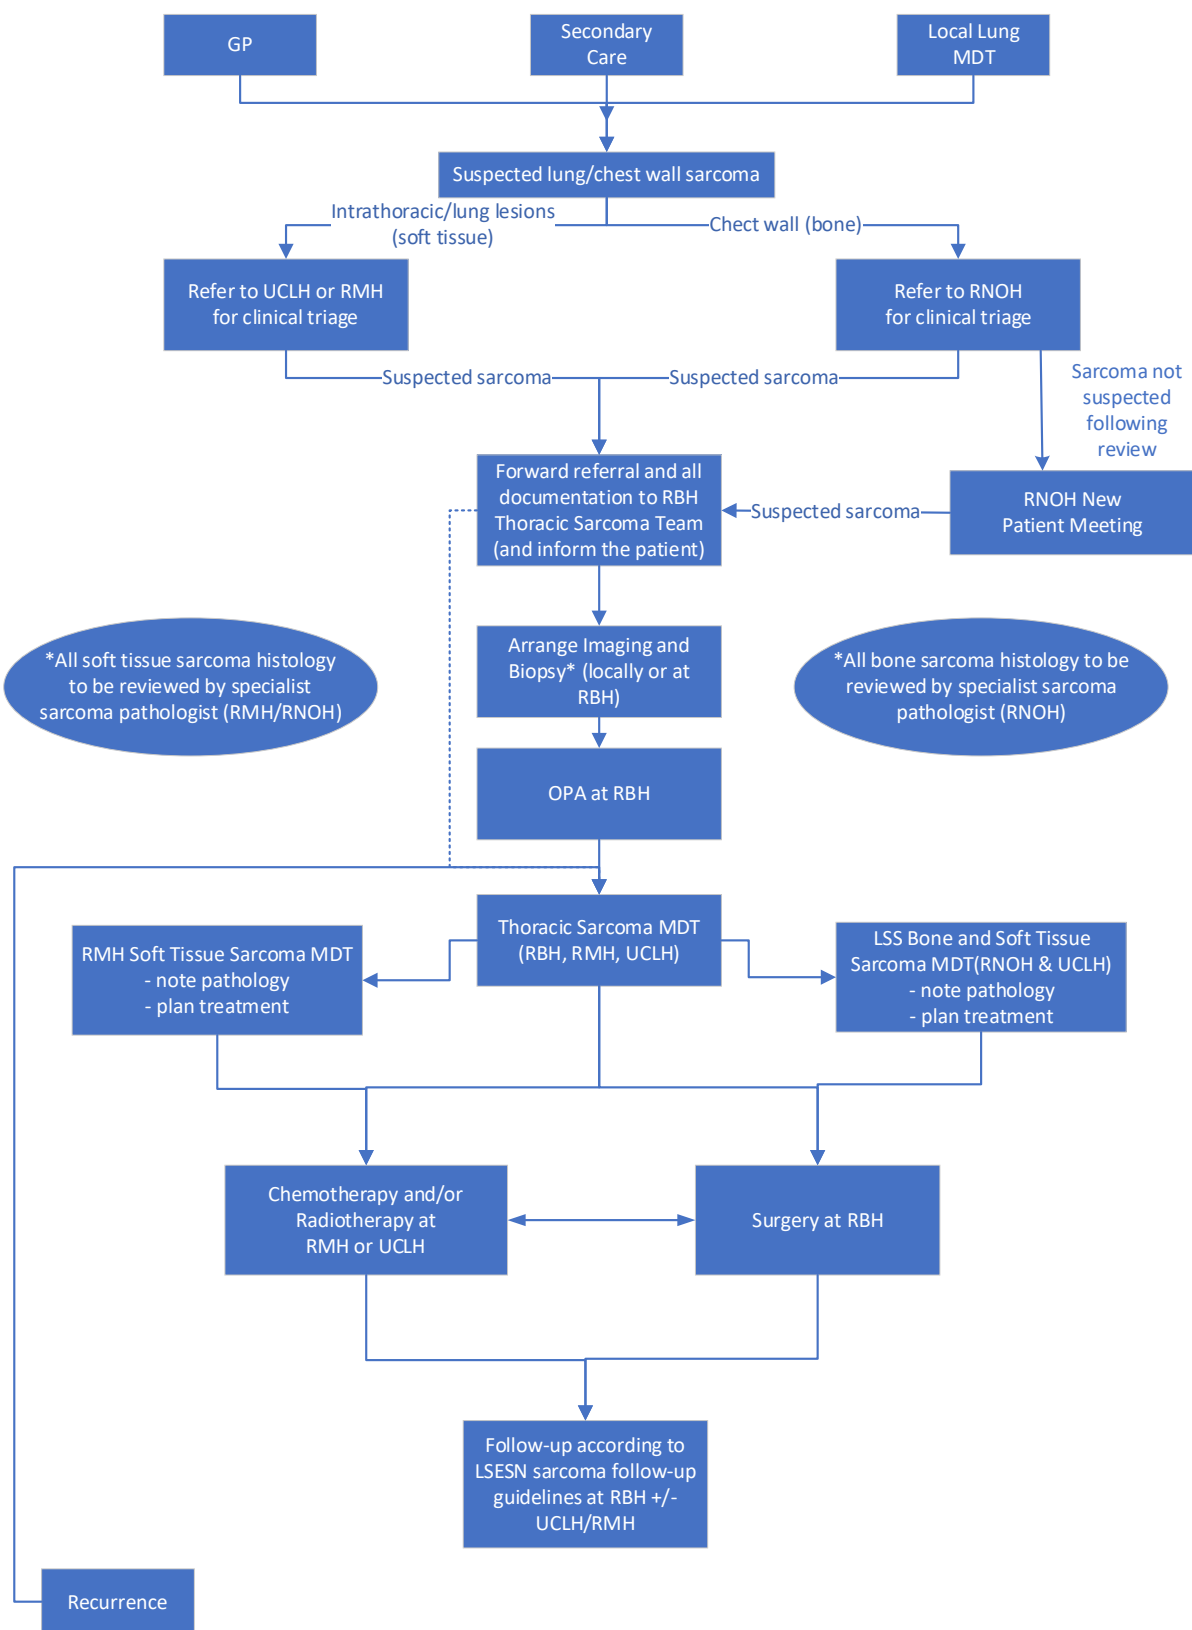 GP
Secondary
Care
Local Lung
MDT
Suspected lung/chest wall sarcoma
Intrathoracic/lung lesions
(soft tissue)
Chect wall (bone)
Refer to UCLH or RMH
for clinical triage
Refer to RNOH
for clinical triage
Suspected sarcoma
Suspected sarcoma
Sarcoma not
suspected
following
review
Forward referral and all
documentation to RBH
Thoracic Sarcoma Team
(and inform the patient)
Suspected sarcoma
RNOH New
Patient Meeting
*All soft tissue sarcoma histology
to be reviewed by specialist
sarcoma pathologist (RMH/RNOH)
Arrange Imaging and
Biopsy* (locally or at
RBH)
*All bone sarcoma histology to be
reviewed by specialist sarcoma
pathologist (RNOH)
OPA at RBH
Thoracic Sarcoma MDT
(RBH, RMH, UCLH)
RMH Soft Tissue Sarcoma MDT
- note pathology
- plan treatment
LSS Bone and Soft Tissue
Sarcoma MDT(RNOH & UCLH)
- note pathology
- plan treatment
Chemotherapy and/or
Radiotherapy at
RMH or UCLH
Surgery at RBH
Follow-up according to
LSESN sarcoma follow-up
guidelines at RBH +/-
UCLH/RMH
Recurrence